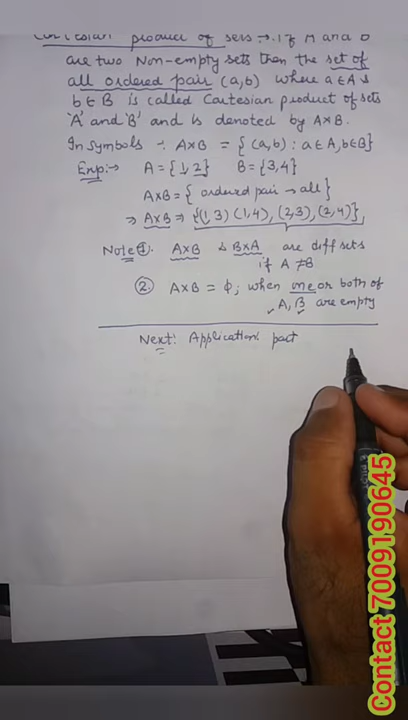 Cartesian product of sets :→ If A and B
are two Non-empty sets then the set of
all ordered pair (a,b) where a∈A &
b∈B is called Cartesian product of sets
'A' and 'B' and is denoted by A×B.
In symbols ÷ A×B = {(a,b) : a∈A, b∈B}
Exp:→ A = {1,2} B = {3,4}
A×B = { ordered pair → all}
⇒ A×B ⇒ {(1,3) (1,4), (2,3), (2,4)}
Note ①. A×B & B×A are diff sets
if A ≠ B
② A×B = ϕ; when one or both of
A, B are empty
Next: Application part
Contact 7009190645